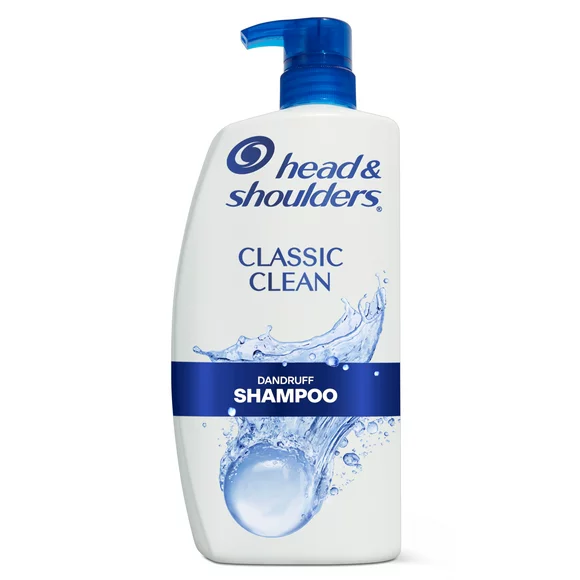 head &
shoulders®
CLASSIC
CLEAN
DANDRUFF
SHAMPOO